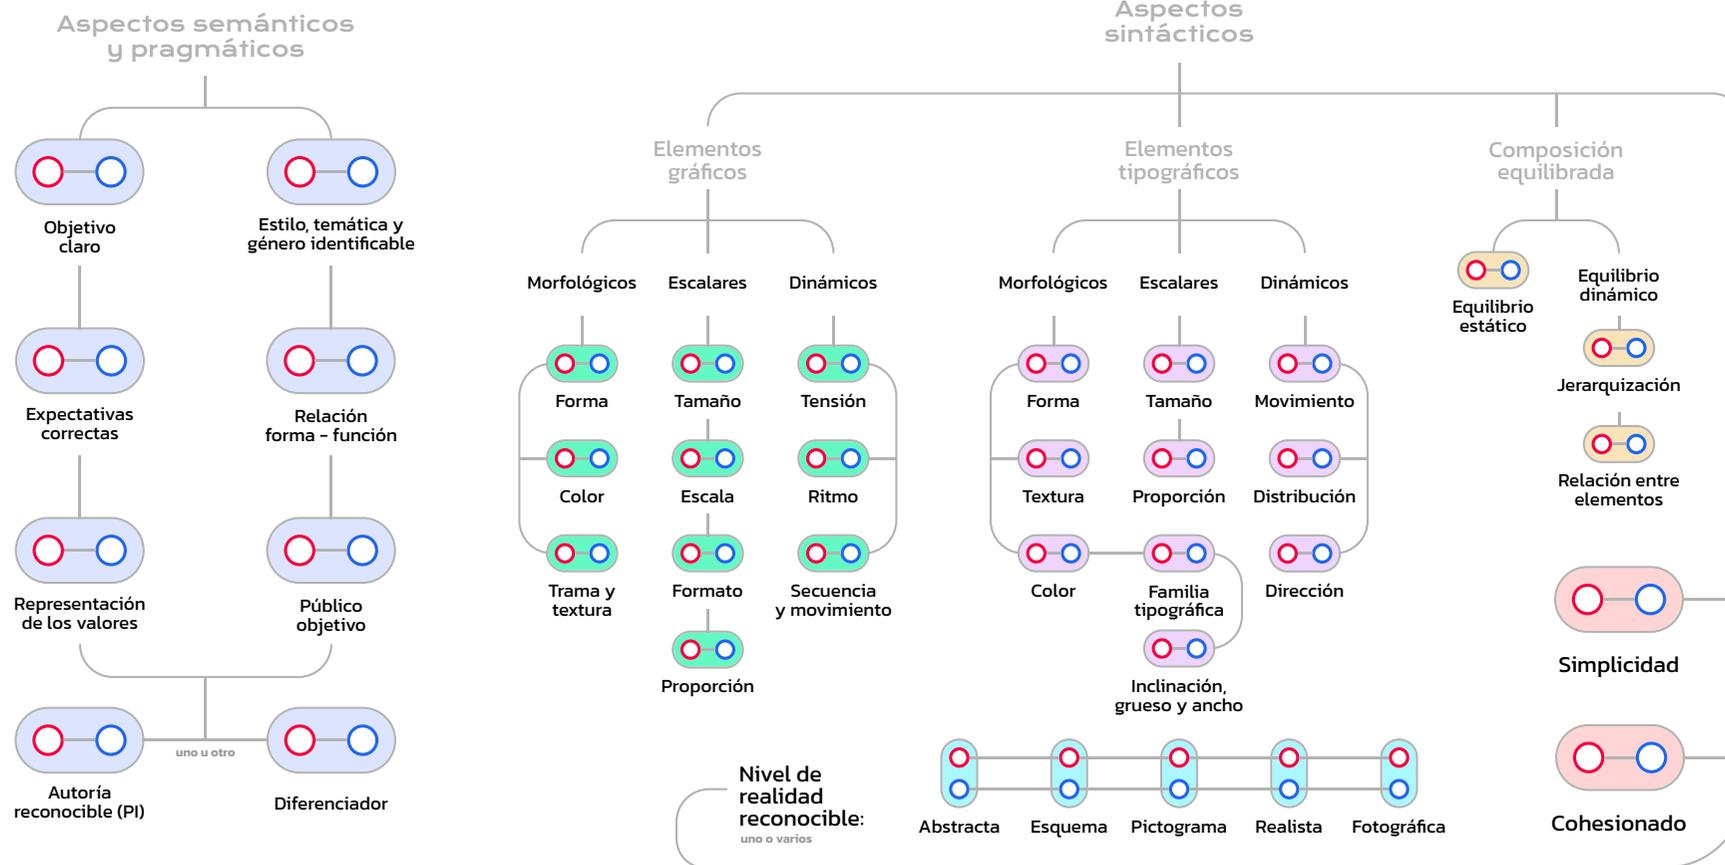 Aspectos semánticos
y pragmáticos
Objetivo
claro
Estilo, temática y
género identificable
Expectativas
correctas
Relación
forma - función
Representación
de los valores
Público
objetivo
uno u otro
Autoría
reconocible (PI)
Diferenciador
Aspectos
sintácticos
Elementos
gráficos
Morfológicos
Escalares
Dinámicos
Forma
Tamaño
Tensión
Color
Escala
Ritmo
Trama y
textura
Formato
Secuencia
y movimiento
Proporción
Elementos
tipográficos
Morfológicos
Escalares
Dinámicos
Forma
Tamaño
Movimiento
Textura
Proporción
Distribución
Color
Familia
tipográfica
Dirección
Inclinación,
grueso y ancho
Composición
equilibrada
Equilibrio
estático
Equilibrio
dinámico
Jerarquización
Relación entre
elementos
Simplicidad
Cohesionado
Nivel de
realidad
reconocible:
uno o varios
Abstracta
Esquema
Pictograma
Realista
Fotográfica